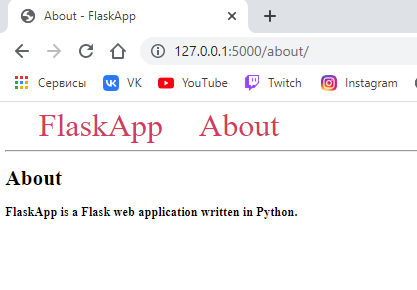 About - FlaskApp
127.0.0.1:5000/about/
Сервисы VK YouTube Twitch Instagram
FlaskApp About
About
FlaskApp is a Flask web application written in Python.